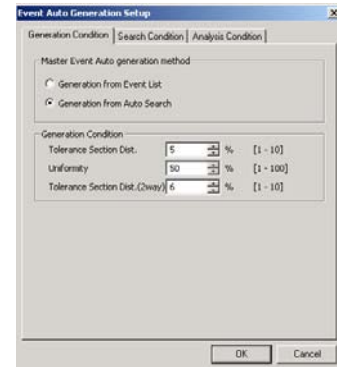 Event Auto Generation Setup
Generation Condition Search Condition Analysis Condition
Master Event Auto generation method
Generation from Event List
Generation from Auto Search
Generation Condition
Tolerance Section Dist. 5 % [1 - 10]
Uniformity 50 % [1 - 100]
Tolerance Section Dist.(2way) 6 % [1 - 10]
OK Cancel